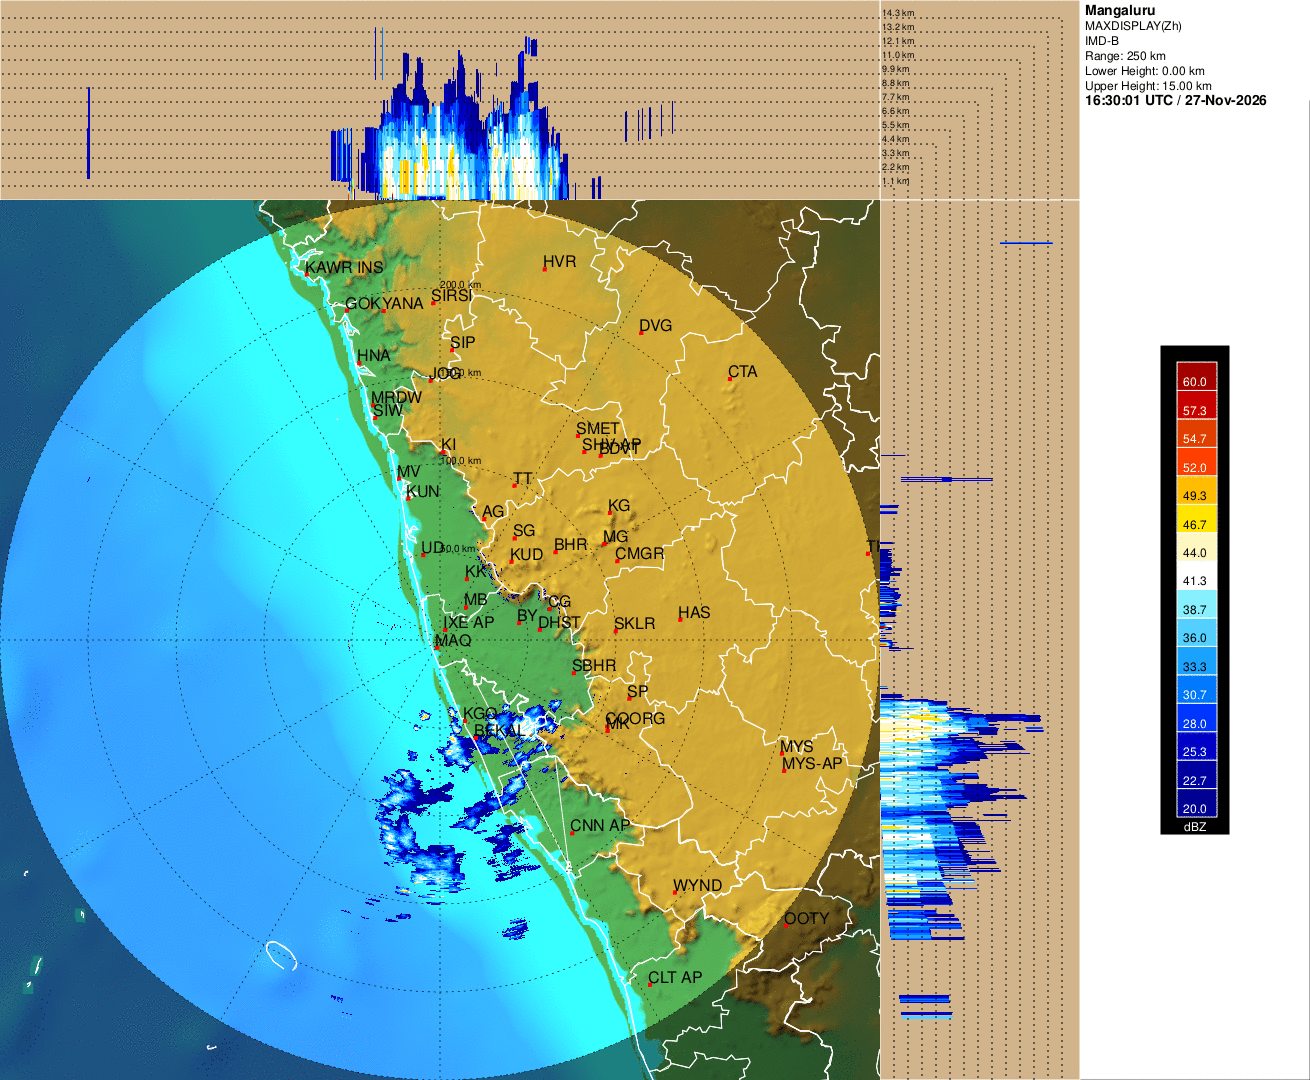 Mangaluru
MAXDISPLAY(Zh)
IMD-B
Range: 250 km
Lower Height: 0.00 km
Upper Height: 15.00 km
16:30:01 UTC / 27-Nov-2026
14.3 km
13.2 km
12.1 km
11.0 km
9.9 km
8.8 km
7.7 km
6.6 km
5.5 km
4.4 km
3.3 km
2.2 km
1.1 km
KAWR INS
HVR
200.0 km
SIRSI
GOKYANA
DVG
SIP
HNA
JOG
CTA
MRDW
SIW
SMET
KI
SHV-AP
BDVT
100.0 km
MV
TT
KUN
AG
KG
SG
MG
UD
50.0 km
KUD
BHR
CMGR
KK
MB
CG
BY
DHST
IXE AP
SKLR
HAS
MAQ
SBHR
SP
KGO
COORG
MK
BEKAL
MYS
MYS-AP
CNN AP
WYND
OOTY
CLT AP
60.0
57.3
54.7
52.0
49.3
46.7
44.0
41.3
38.7
36.0
33.3
30.7
28.0
25.3
22.7
20.0
dBZ